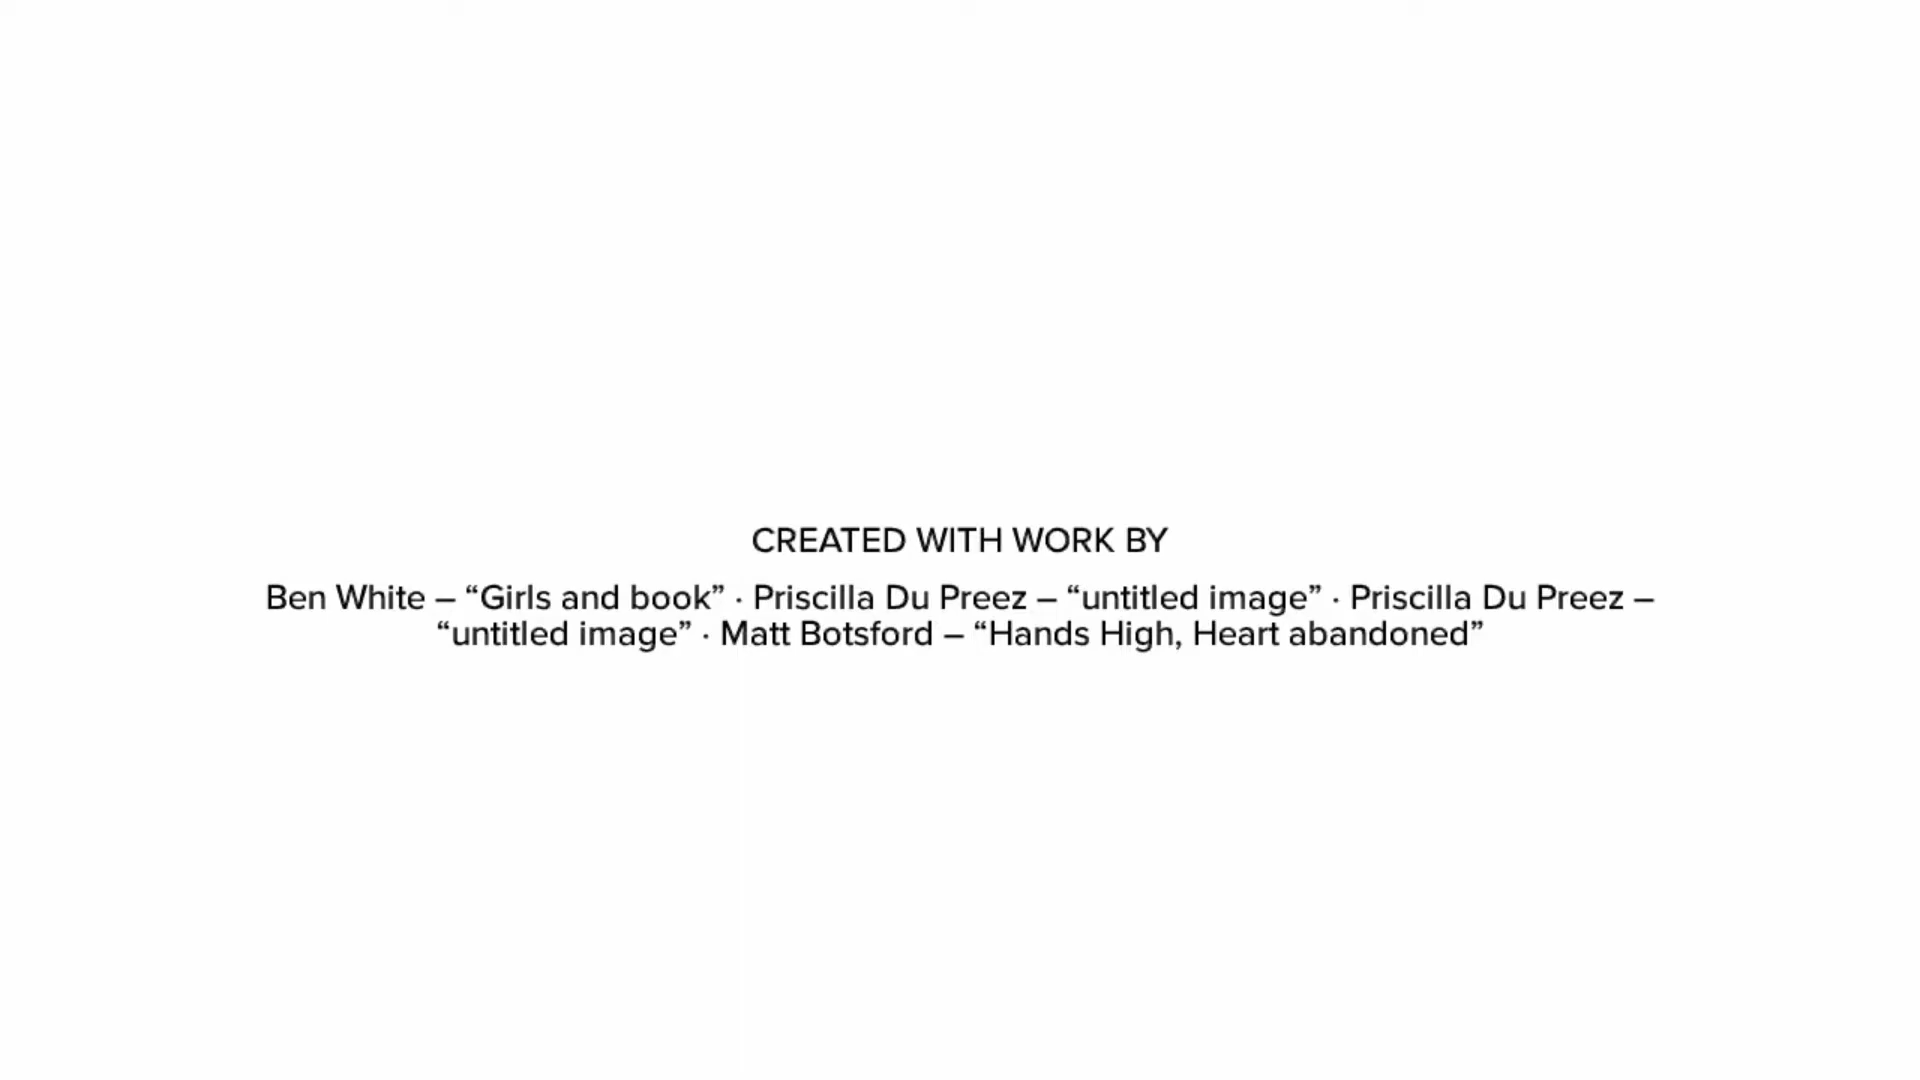 CREATED WITH WORK BY
Ben White – “Girls and book” · Priscilla Du Preez – “untitled image” · Priscilla Du Preez –
“untitled image” · Matt Botsford – “Hands High, Heart abandoned”